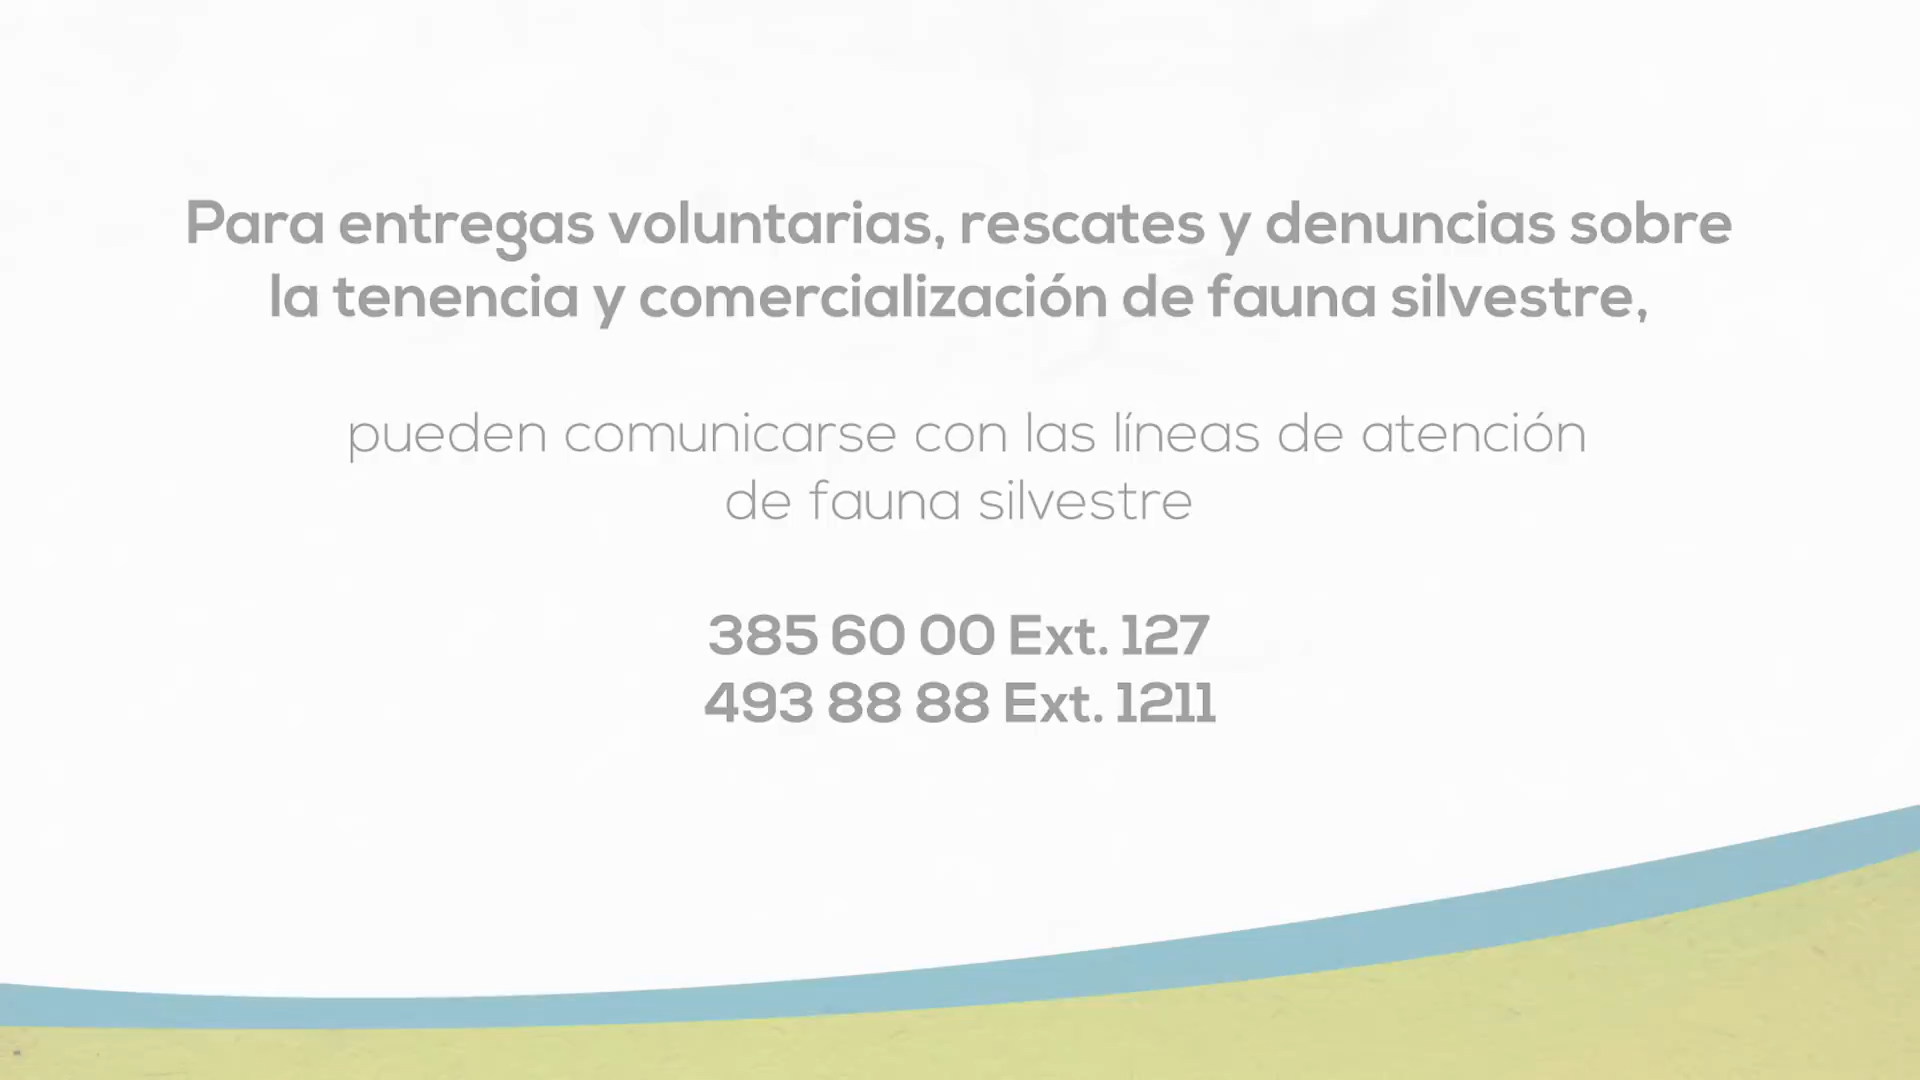 Para entregas voluntarias, rescates y denuncias sobre
la tenencia y comercialización de fauna silvestre,
pueden comunicarse con las líneas de atención
de fauna silvestre
385 60 00 Ext. 127
493 88 88 Ext. 1211